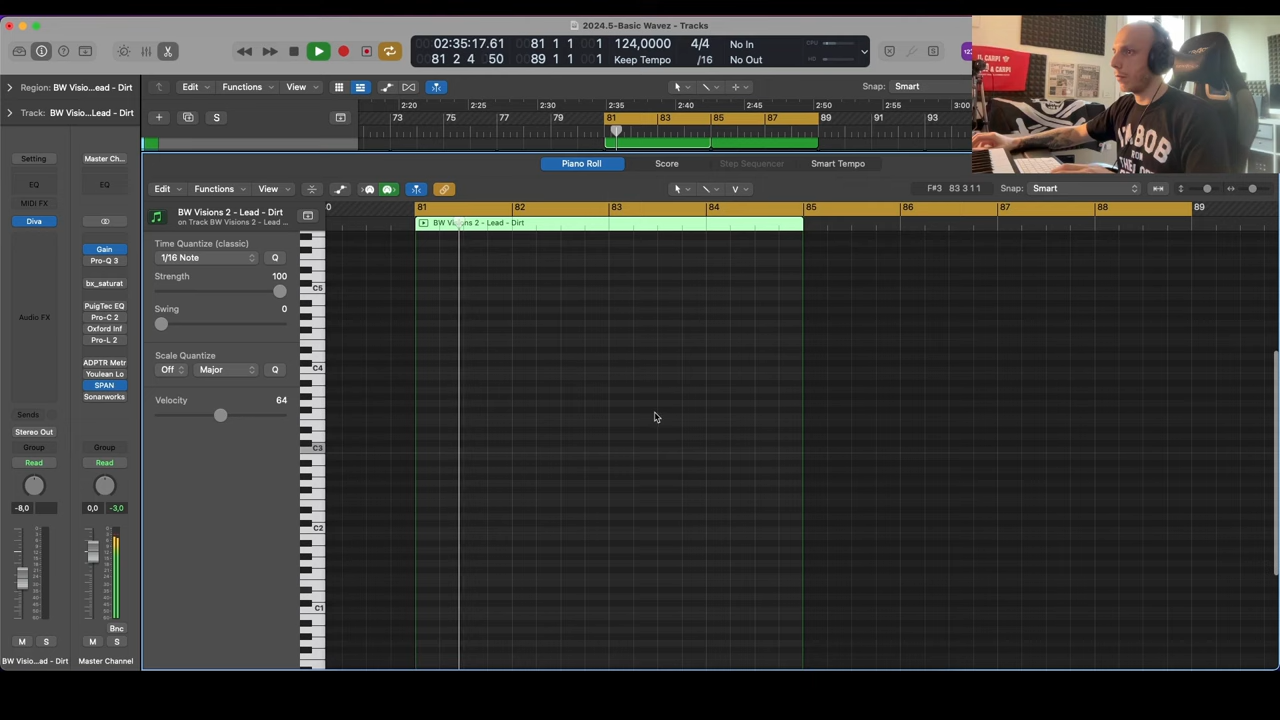 2024.5-Basic Wavez - Tracks
02:35:17.61
81 1 1 1
124,0000
4/4
No In
CPU
81 2 4 50
89 1 1 1
Keep Tempo
/16
No Out
HD
Region: BW Visio...ead - Dirt
Edit
Functions
View
Snap:
Smart
2:20 2:25 2:30 2:35 2:40 2:45 2:50 2:55 3:00
Track: BW Visio...Lead - Dirt
S
73 75 77 79 81 83 85 87 89 91 93
IL CARPI
Setting
Master Ch...
Piano Roll
Score
Step Sequencer
Smart Tempo
EQ
EQ
MIDI FX
Edit
Functions
View
F#3 83 3 1 1
Snap:
Smart
Diva
BW Visions 2 - Lead - Dirt
on Track BW Visions 2 - Lead ...
0 81 82 83 84 85 86 87 88 89
BW Visions 2 - Lead - Dirt
Time Quantize (classic)
1/16 Note
Q
Strength
100
Swing
0
Scale Quantize
Off
Major
Q
Velocity
64
C5
C4
C3
C2
C1
Gain
Pro-Q 3
bx_saturat
PuigTec EQ
Audio FX
Pro-C 2
Oxford Inf
Pro-L 2
ADPTR Metr
Youlean Lo
SPAN
Sonarworks
Sends
Stereo Out
Group
Group
Read
Read
-8,0
0,0
-3,0
Bnc
M
S
M
S
BW Visio...ad - Dirt
Master Channel